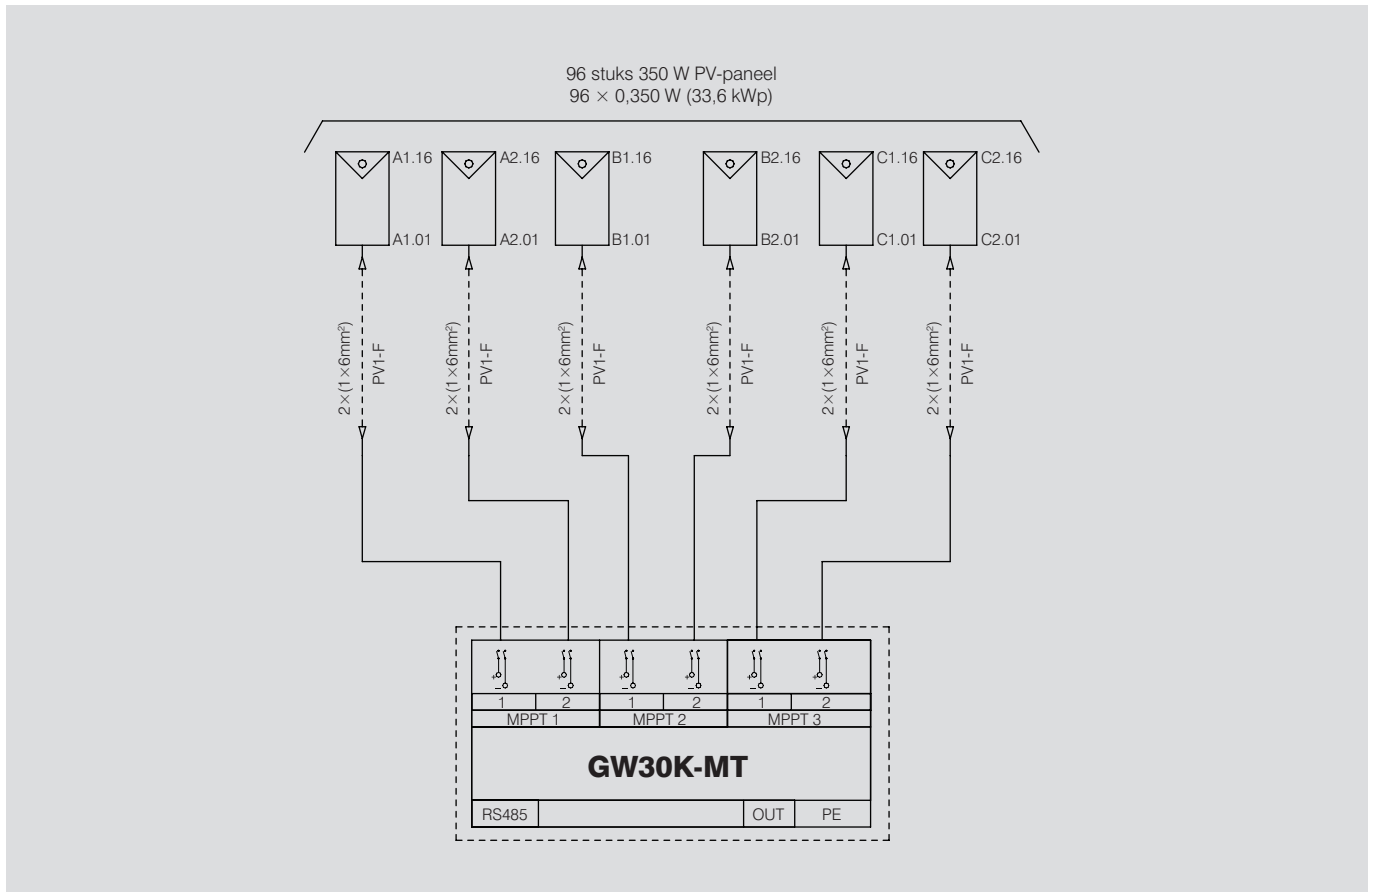 96 stuks 350 W PV-paneel
96 × 0,350 W (33,6 kWp)
A1.16
A2.16
B1.16
B2.16
C1.16
C2.16
A1.01
A2.01
B1.01
B2.01
C1.01
C2.01
2×(1×6mm²)
PV1-F
2×(1×6mm²)
PV1-F
2×(1×6mm²)
PV1-F
2×(1×6mm²)
PV1-F
2×(1×6mm²)
PV1-F
2×(1×6mm²)
PV1-F
+ + + + + +
− − − − − −
1 2 1 2 1 2
MPPT 1 MPPT 2 MPPT 3
GW30K-MT
RS485 OUT PE